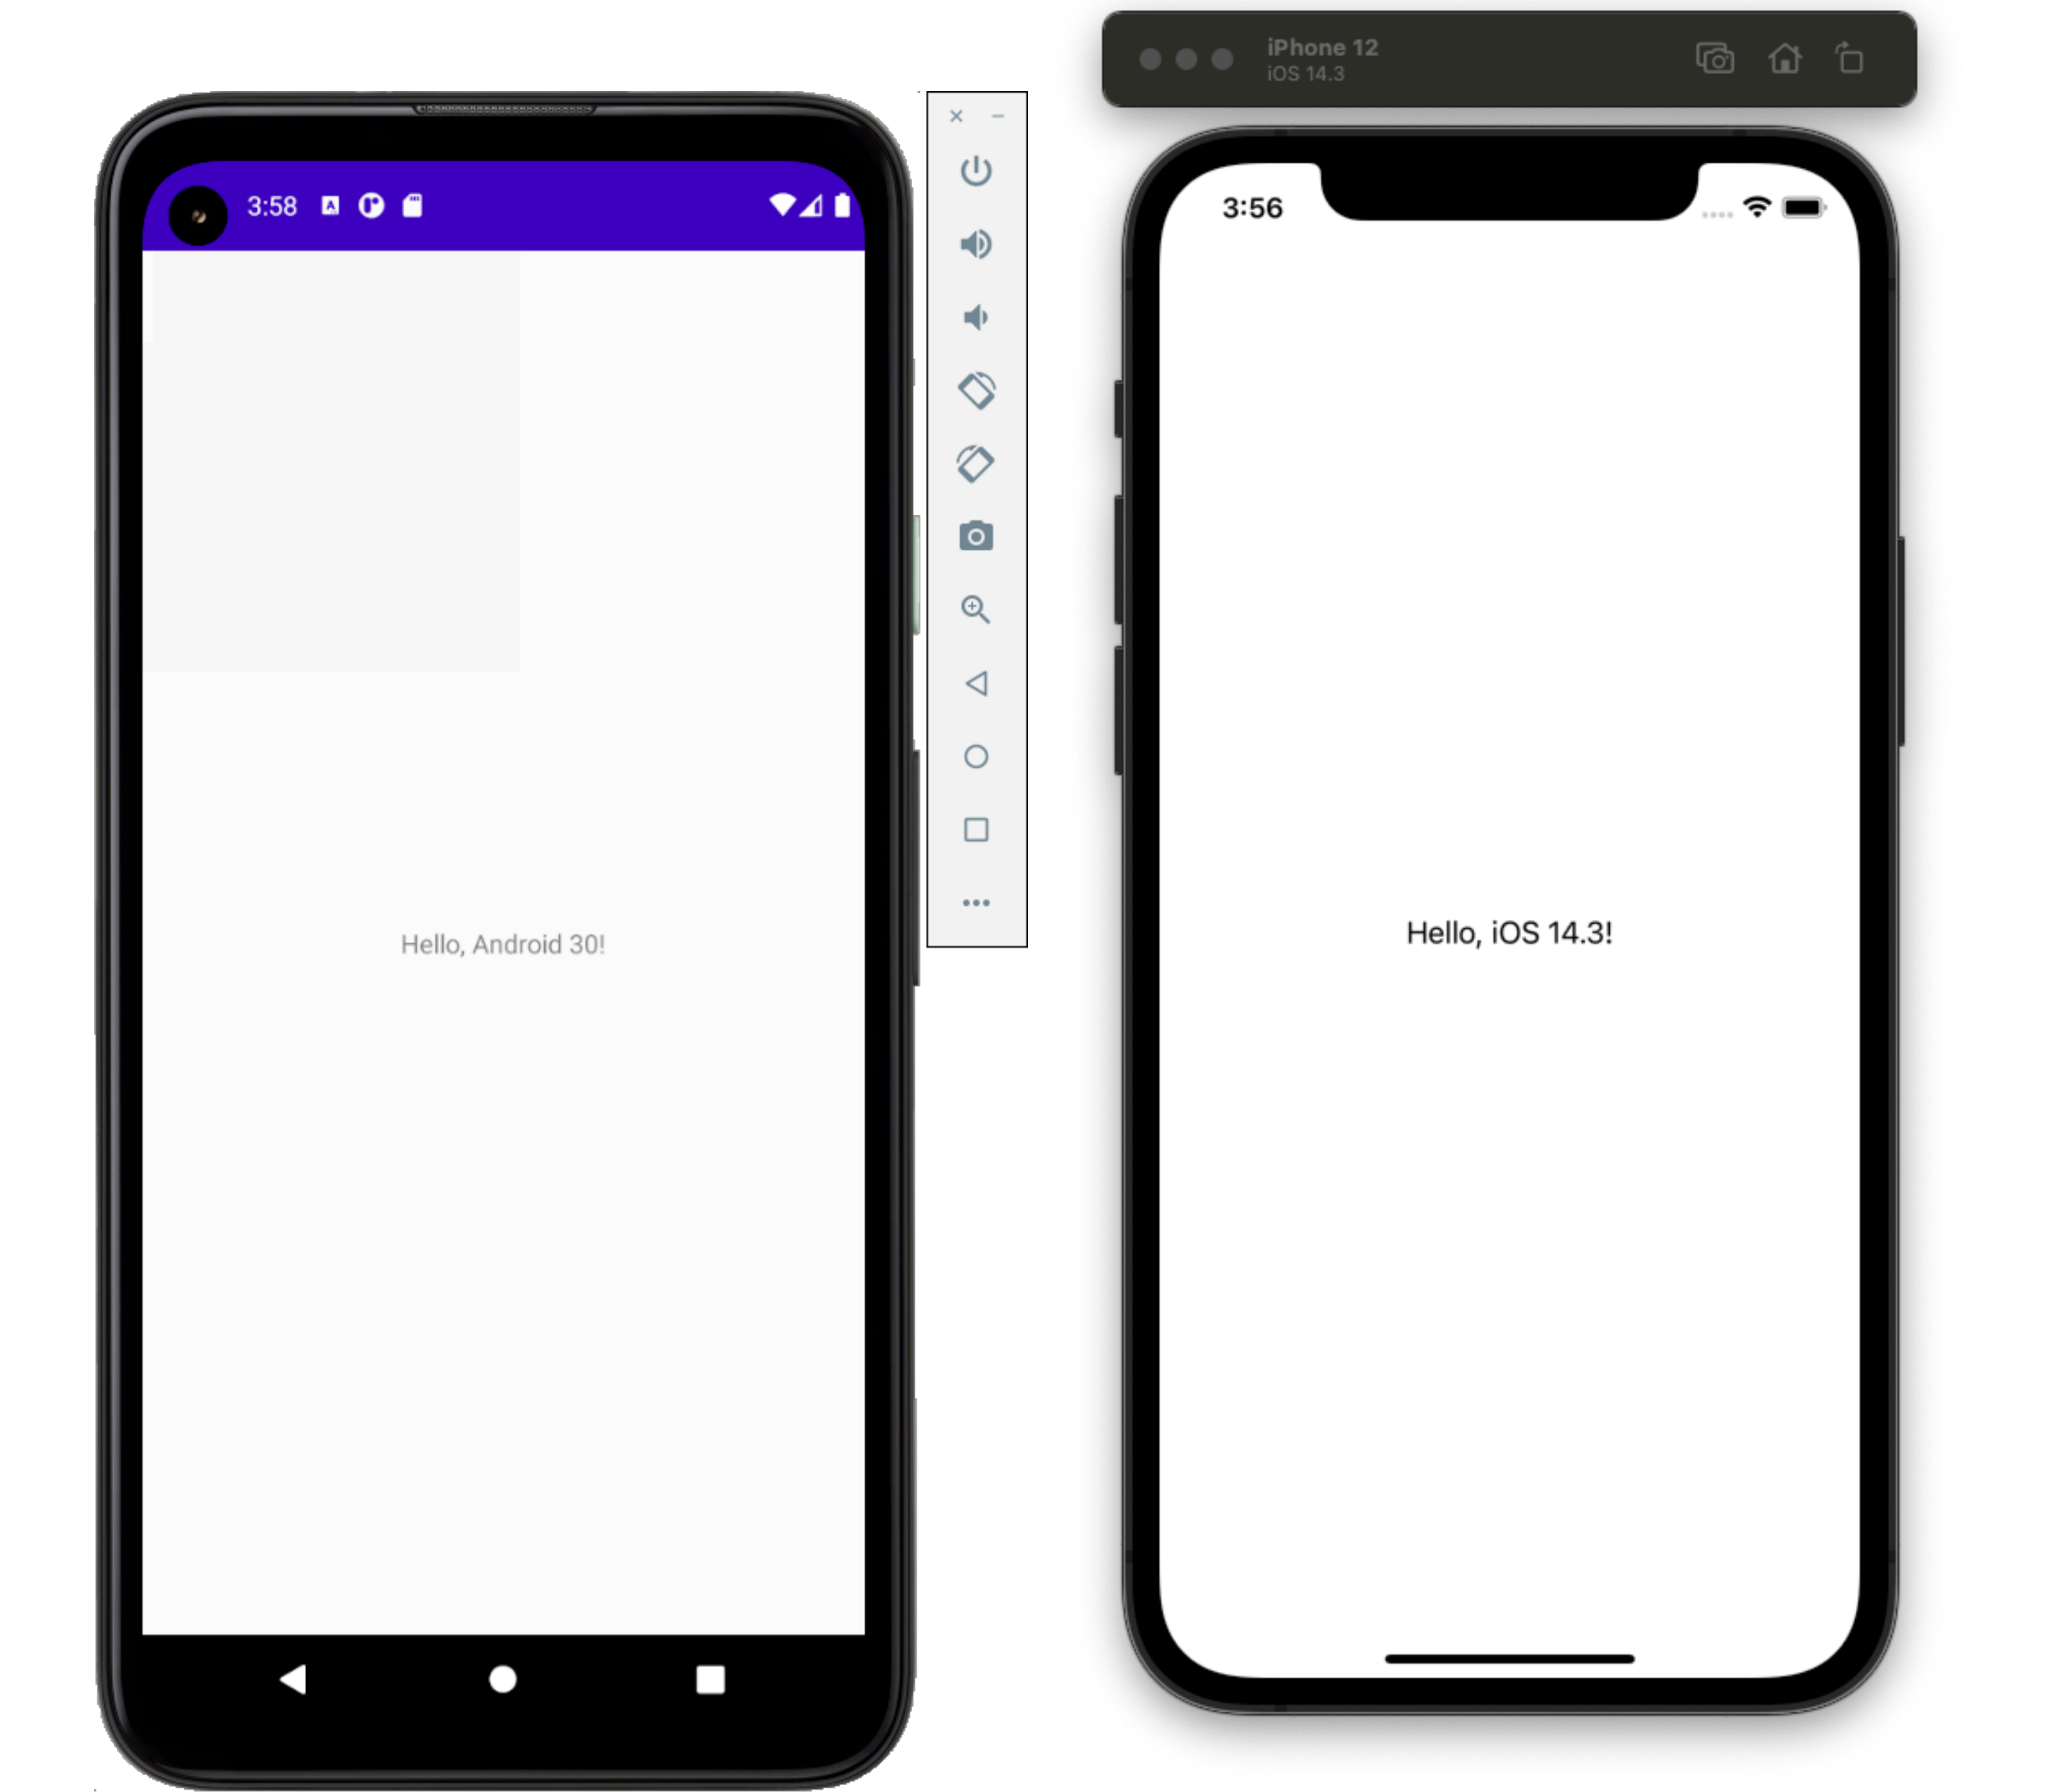 3:58
Hello, Android 30!
iPhone 12
iOS 14.3
3:56
Hello, iOS 14.3!